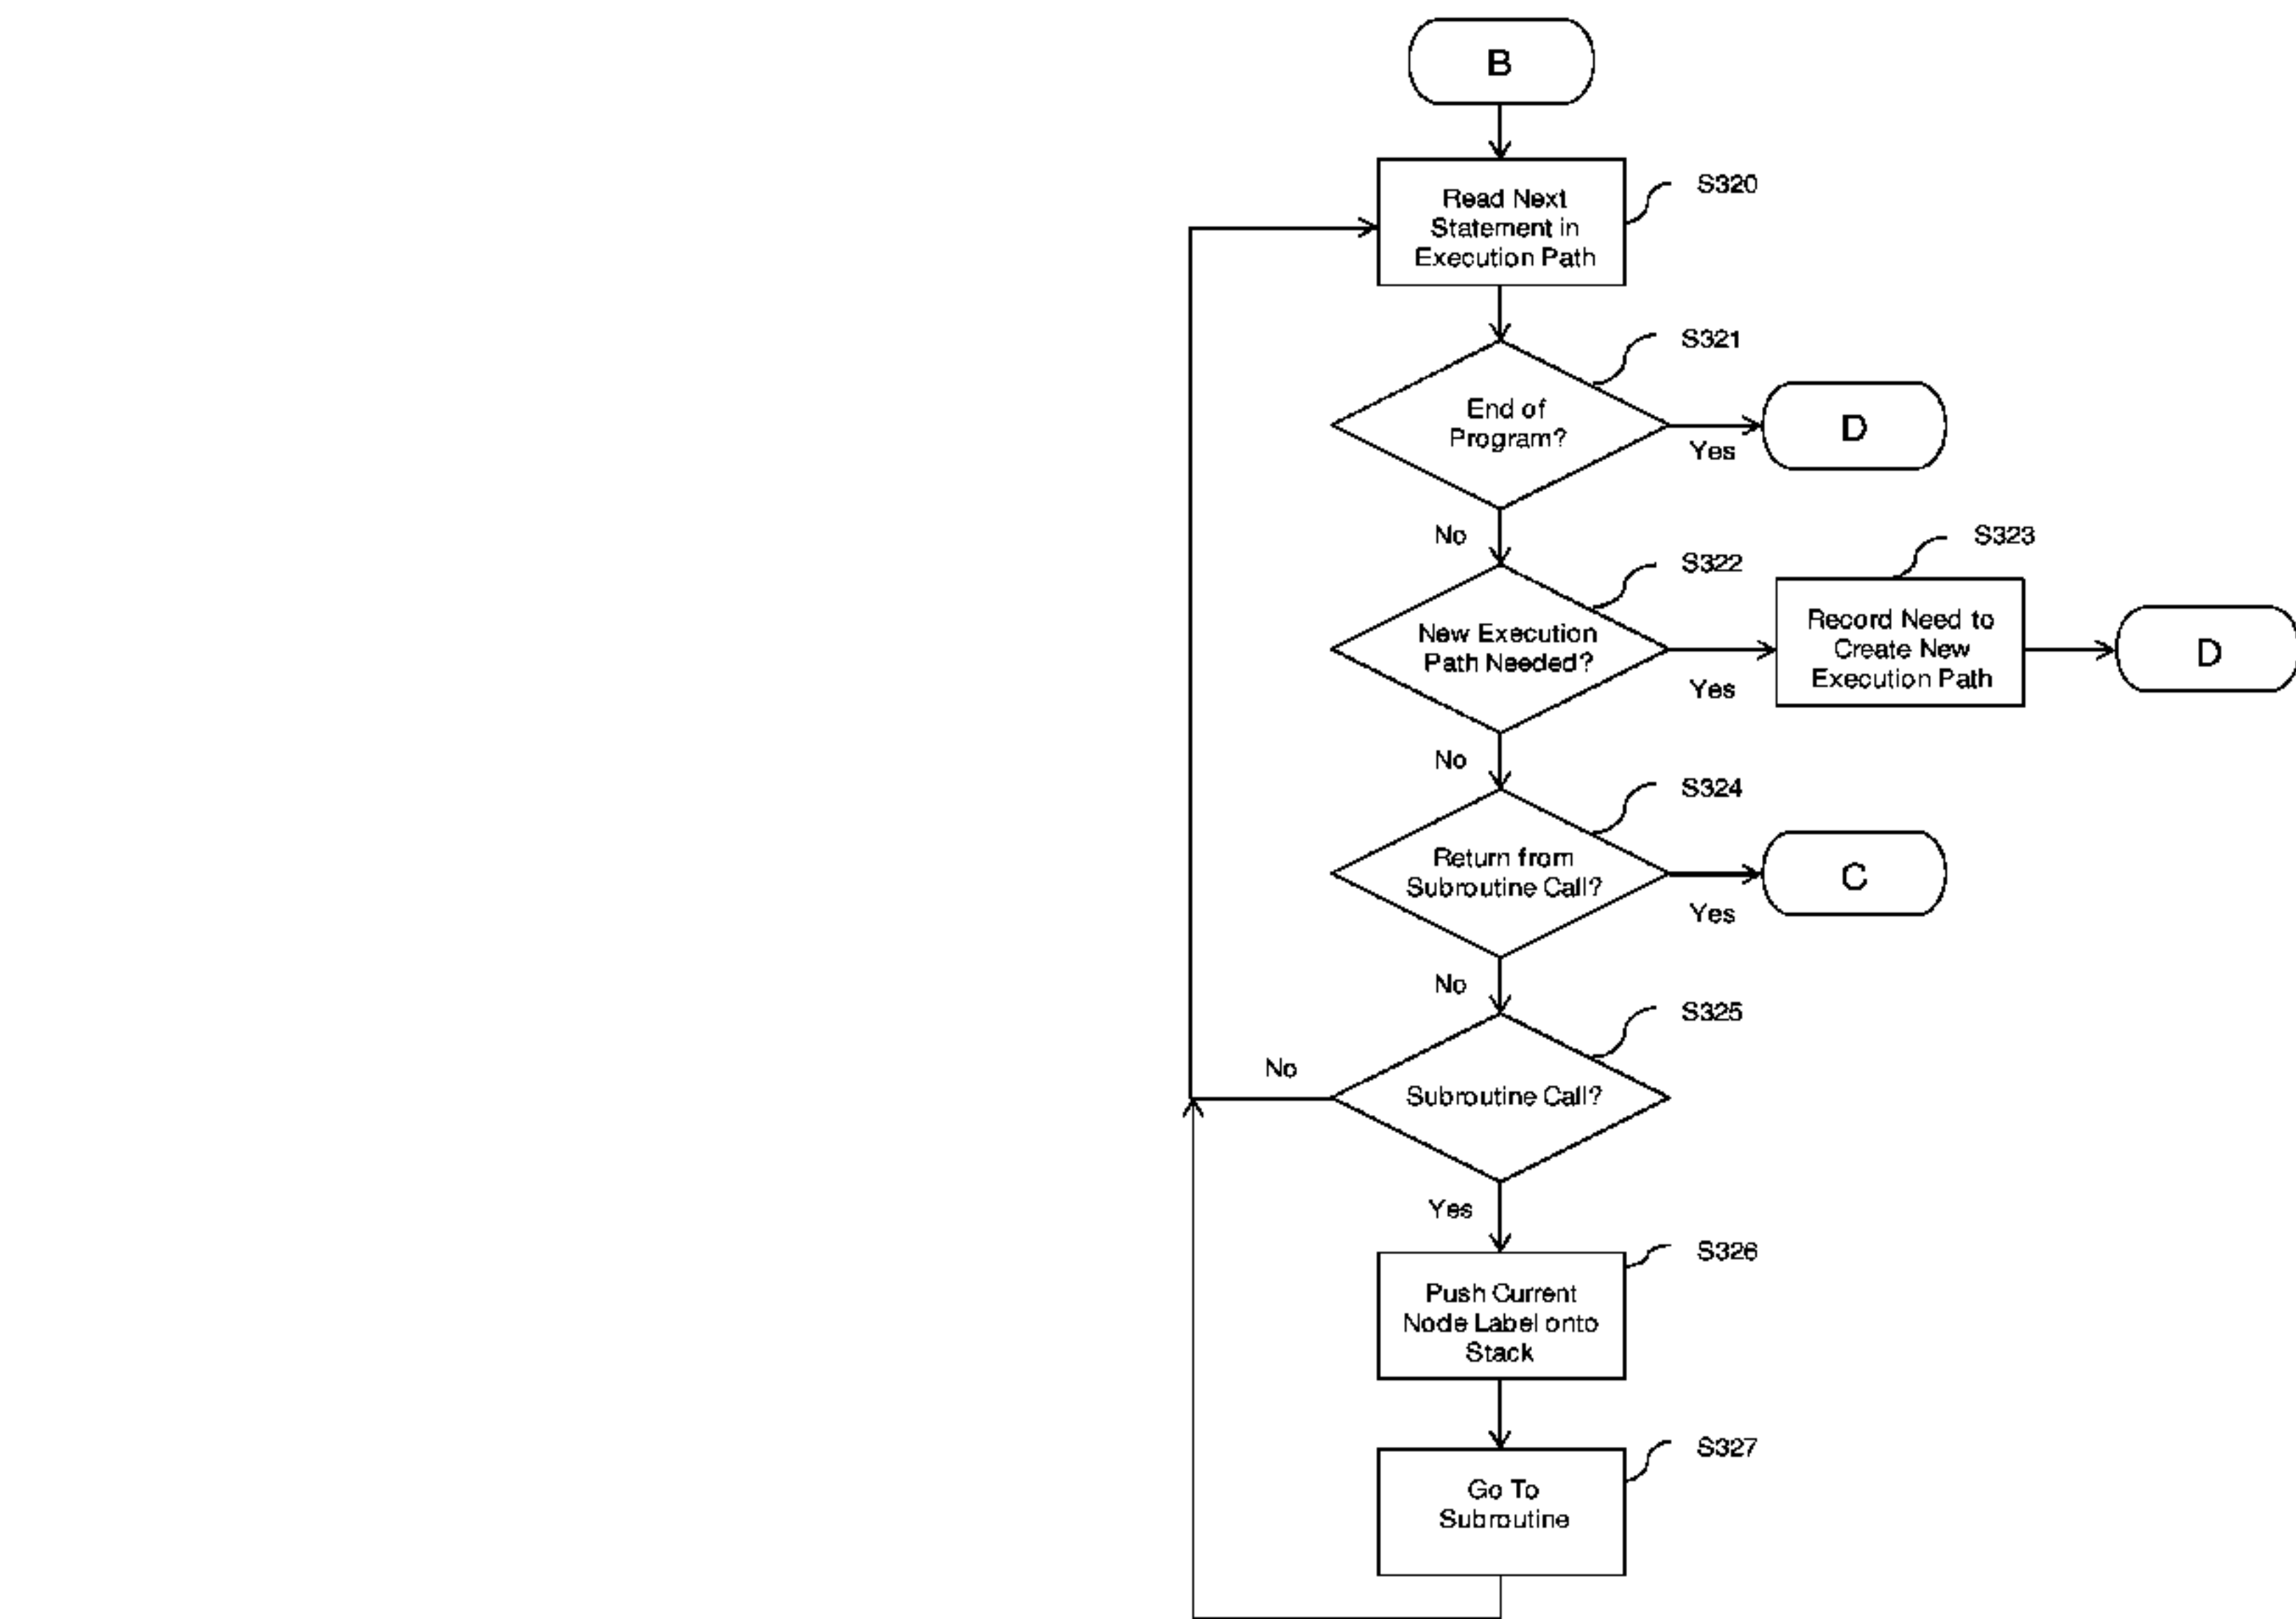 B
Read Next
Statement in
Execution Path
S320
S321
End of
Program?
Yes
D
No
S322
New Execution
Path Needed?
Yes
S323
Record Need to
Create New
Execution Path
D
No
S324
Return from
Subroutine Call?
Yes
C
No
S325
Subroutine Call?
No
Yes
S326
Push Current
Node Label onto
Stack
S327
Go To
Subroutine